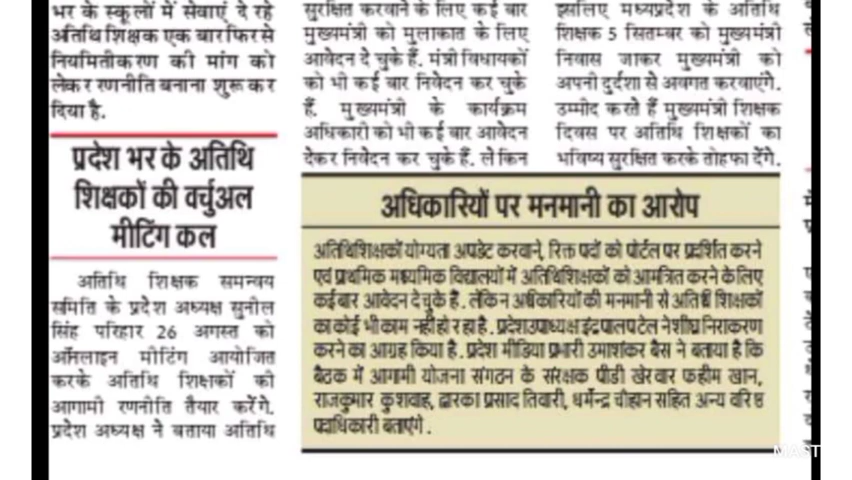 भर के स्कूलों में सेवाएं दे रहे
अतिथि शिक्षक एक बार फिर से
नियमितीकरण की मांग को
लेकर रणनीति बनाना शुरू कर
दिया है.
प्रदेश भर के अतिथि
शिक्षकों की वर्चुअल
मीटिंग कल
अतिथि शिक्षक समन्वय
समिति के प्रदेश अध्यक्ष सुनील
सिंह परिहार 26 अगस्त को
ऑनलाइन मीटिंग आयोजित
करके अतिथि शिक्षकों की
आगामी रणनीति तैयार करेंगे.
प्रदेश अध्यक्ष ने बताया अतिथि
सुरक्षित करवाने के लिए कई बार
मुख्यमंत्री को मुलाकात के लिए
आवेदन दे चुके हैं. मंत्री विधायकों
को भी कई बार निवेदन कर चुके
हैं. मुख्यमंत्री के कार्यक्रम
अधिकारी को भी कई बार आवेदन
देकर निवेदन कर चुके हैं. लेकिन
इसलिए मध्यप्रदेश के अतिथि
शिक्षक 5 सितम्बर को मुख्यमंत्री
निवास जाकर मुख्यमंत्री को
अपनी दुर्दशा से अवगत करवाएंगे.
उम्मीद करते हैं मुख्यमंत्री शिक्षक
दिवस पर अतिथि शिक्षकों का
भविष्य सुरक्षित करके तोहफा देंगे.
अधिकारियों पर मनमानी का आरोप
अतिथिशिक्षकों योग्यता अपडेट करवाने, रिक्त पदों को पोर्टल पर प्रदर्शित करने
एवं प्राथमिक माध्यमिक विद्यालयों में अतिथिशिक्षकों को आमंत्रित करने के लिए
कई बार आवेदन दे चुके हैं. लेकिन अधिकारियों की मनमानी से अतिथि शिक्षकों
का कोई भी काम नहीं हो रहा है. प्रदेश उपाध्यक्ष इंद्रपाल पटेल ने शीघ्र निराकरण
करने का आग्रह किया है. प्रदेश मीडिया प्रभारी उमाशंकर बैस ने बताया है कि
बैठक में आगामी योजना संगठन के संरक्षक पीडी खेरवार फहीम खान,
राजकुमार कुशवाह, द्वारका प्रसाद तिवारी, धर्मेन्द्र चौहान सहित अन्य वरिष्ठ
पदाधिकारी बताएंगे.